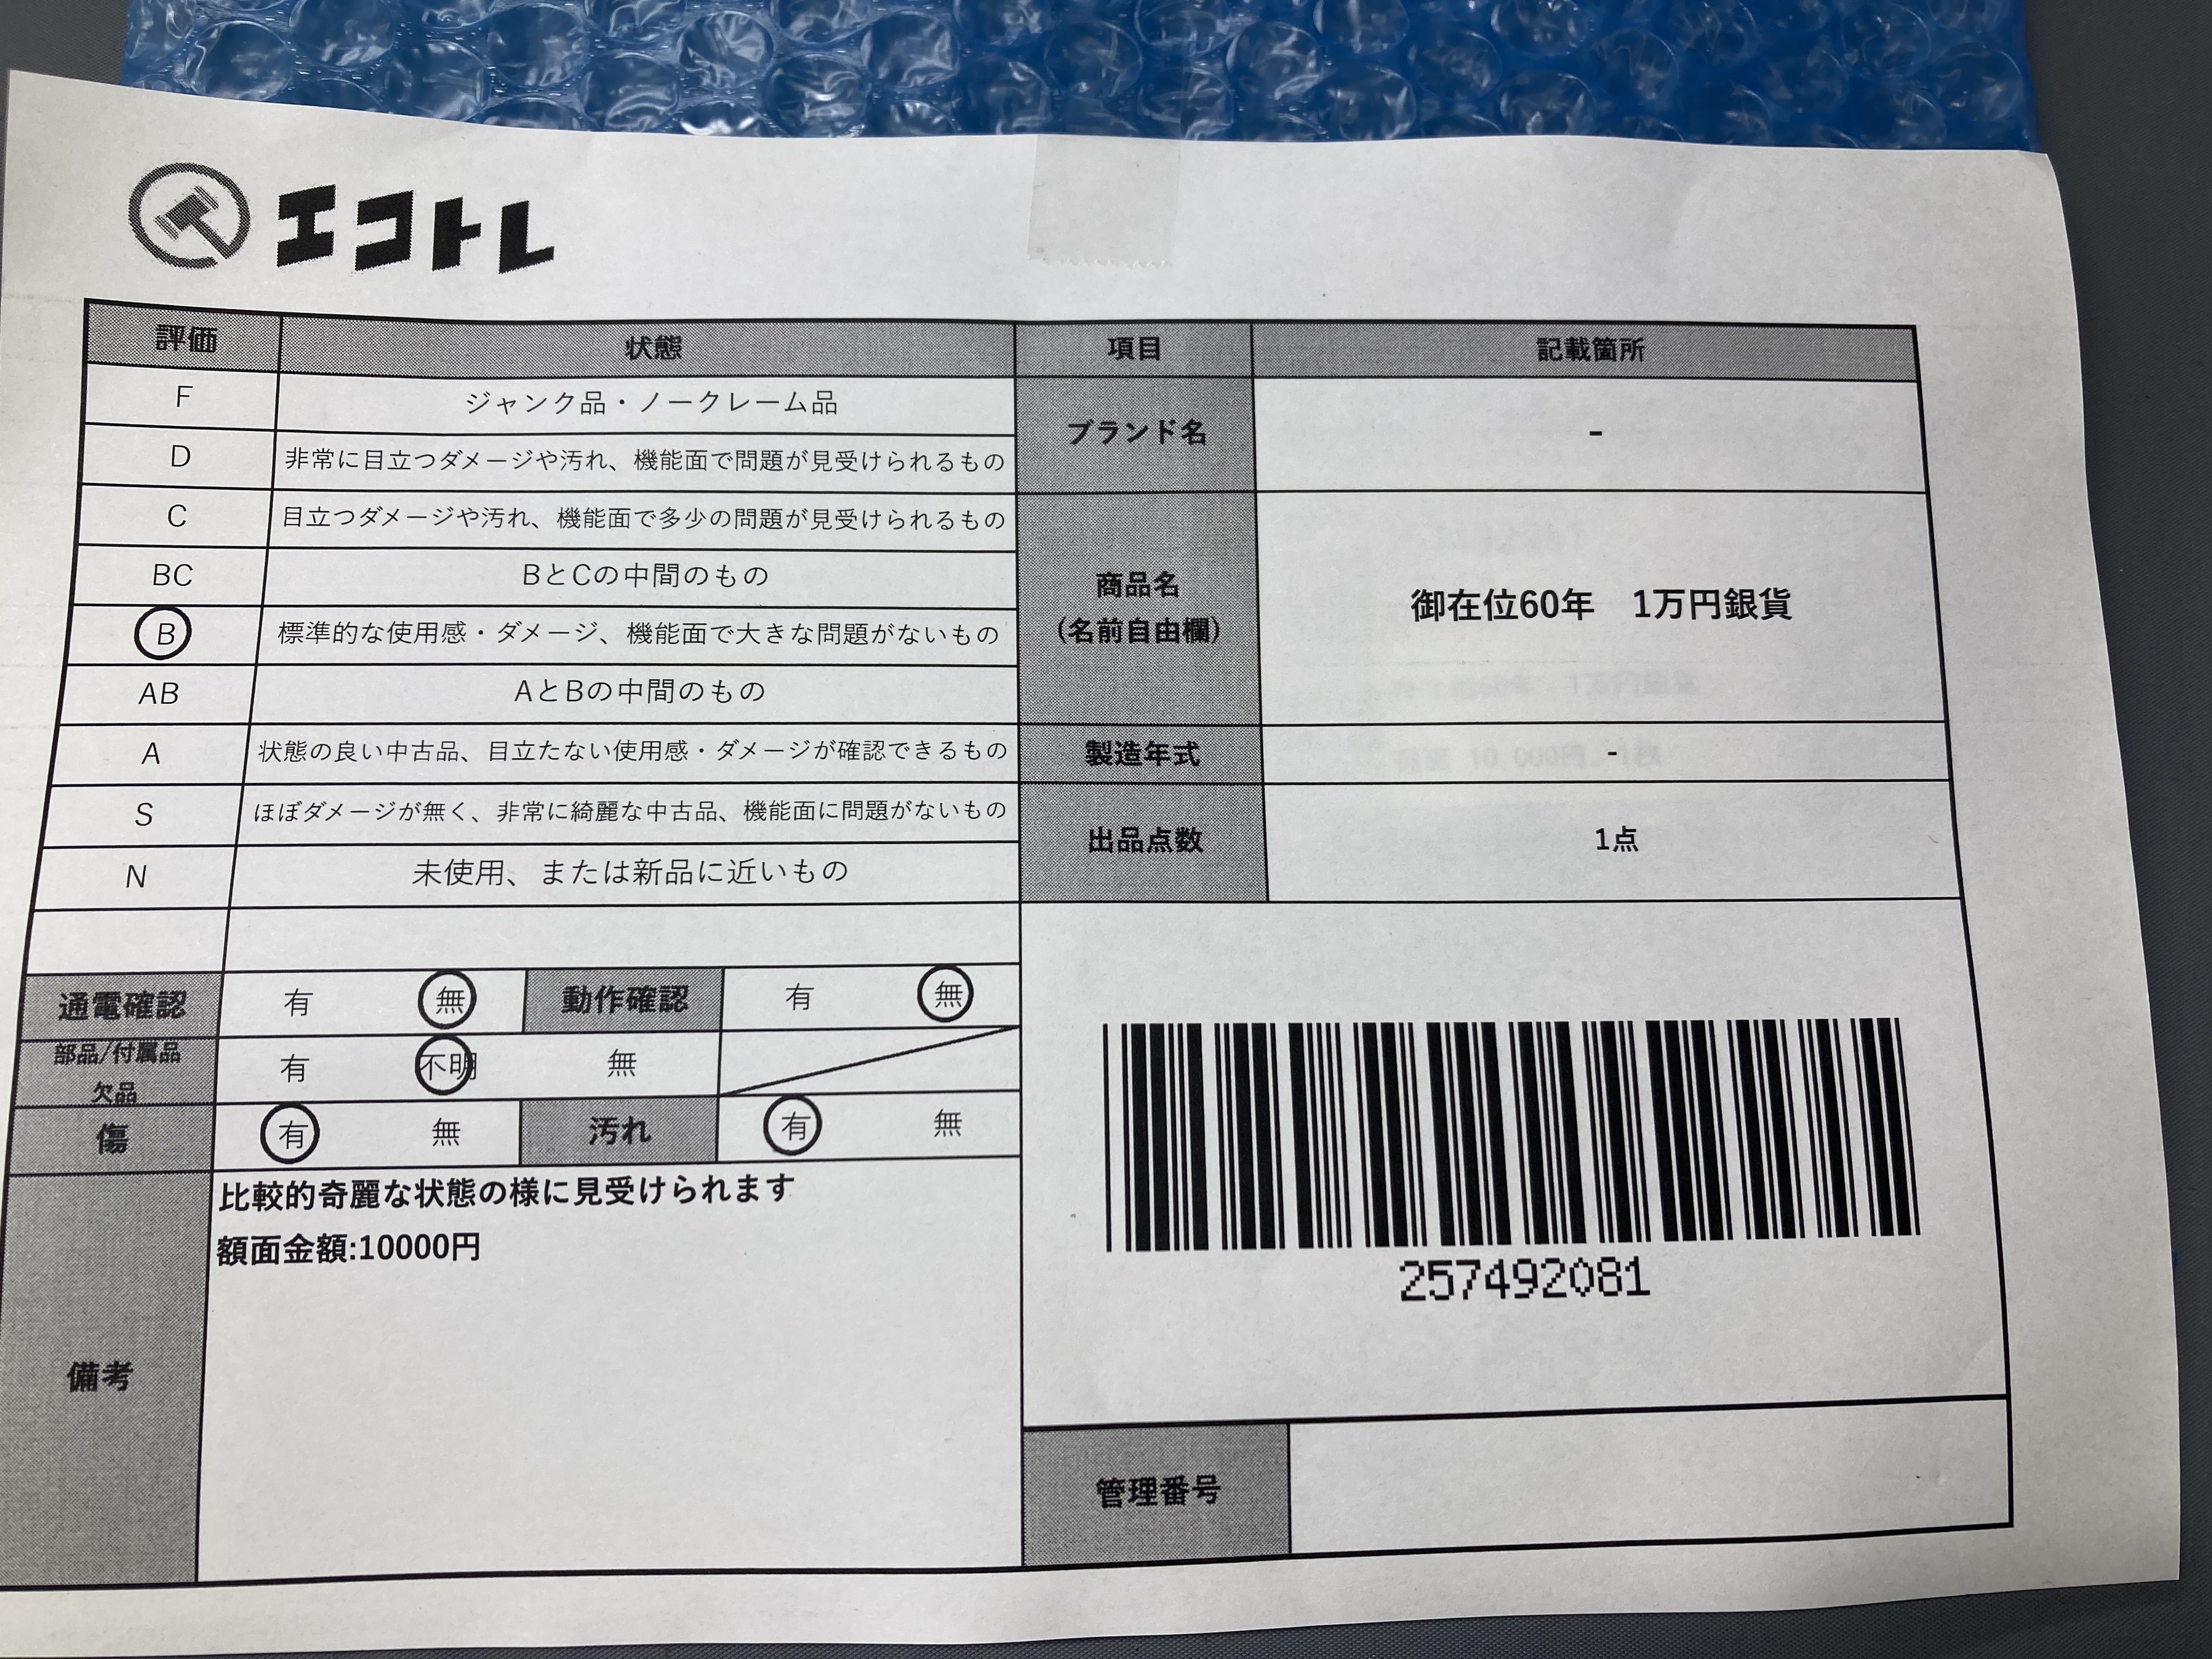 エコトレ
評価 状態 項目 記載箇所
F ジャンク品・ノークレーム品
D 非常に目立つダメージや汚れ、機能面で問題が見受けられるもの
ブランド名 -
C 目立つダメージや汚れ、機能面で多少の問題が見受けられるもの
BC BとCの中間のもの
B 標準的な使用感・ダメージ、機能面で大きな問題がないもの
商品名
(名前自由欄)
御在位60年 1万円銀貨
AB AとBの中間のもの
A 状態の良い中古品、目立たない使用感・ダメージが確認できるもの
製造年式 -
S ほぼダメージが無く、非常に綺麗な中古品、機能面に問題がないもの
出品点数 1点
N 未使用、または新品に近いもの
通電確認 有 無 動作確認 有 無
部品/付属品
欠品
有 不明 無
傷 有 無 汚れ 有 無
備考
比較的奇麗な状態の様に見受けられます
額面金額:10000円
257492081
管理番号